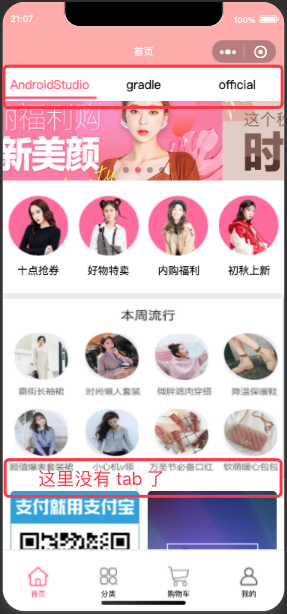 21:07
100%
首页
AndroidStudio
gradle
official
福利购
新美颜
这个
时
十点抢券
好物特卖
内购福利
初秋上新
本周流行
霸街长袖裙
时尚懒人套装
微胖遮肉穿搭
降温保暖鞋
颜值爆表套装裙
小心机v领
万圣节必备口红
软萌暖心包包
这里没有 tab 了
支付就用支付宝
首页
分类
购物车
我的